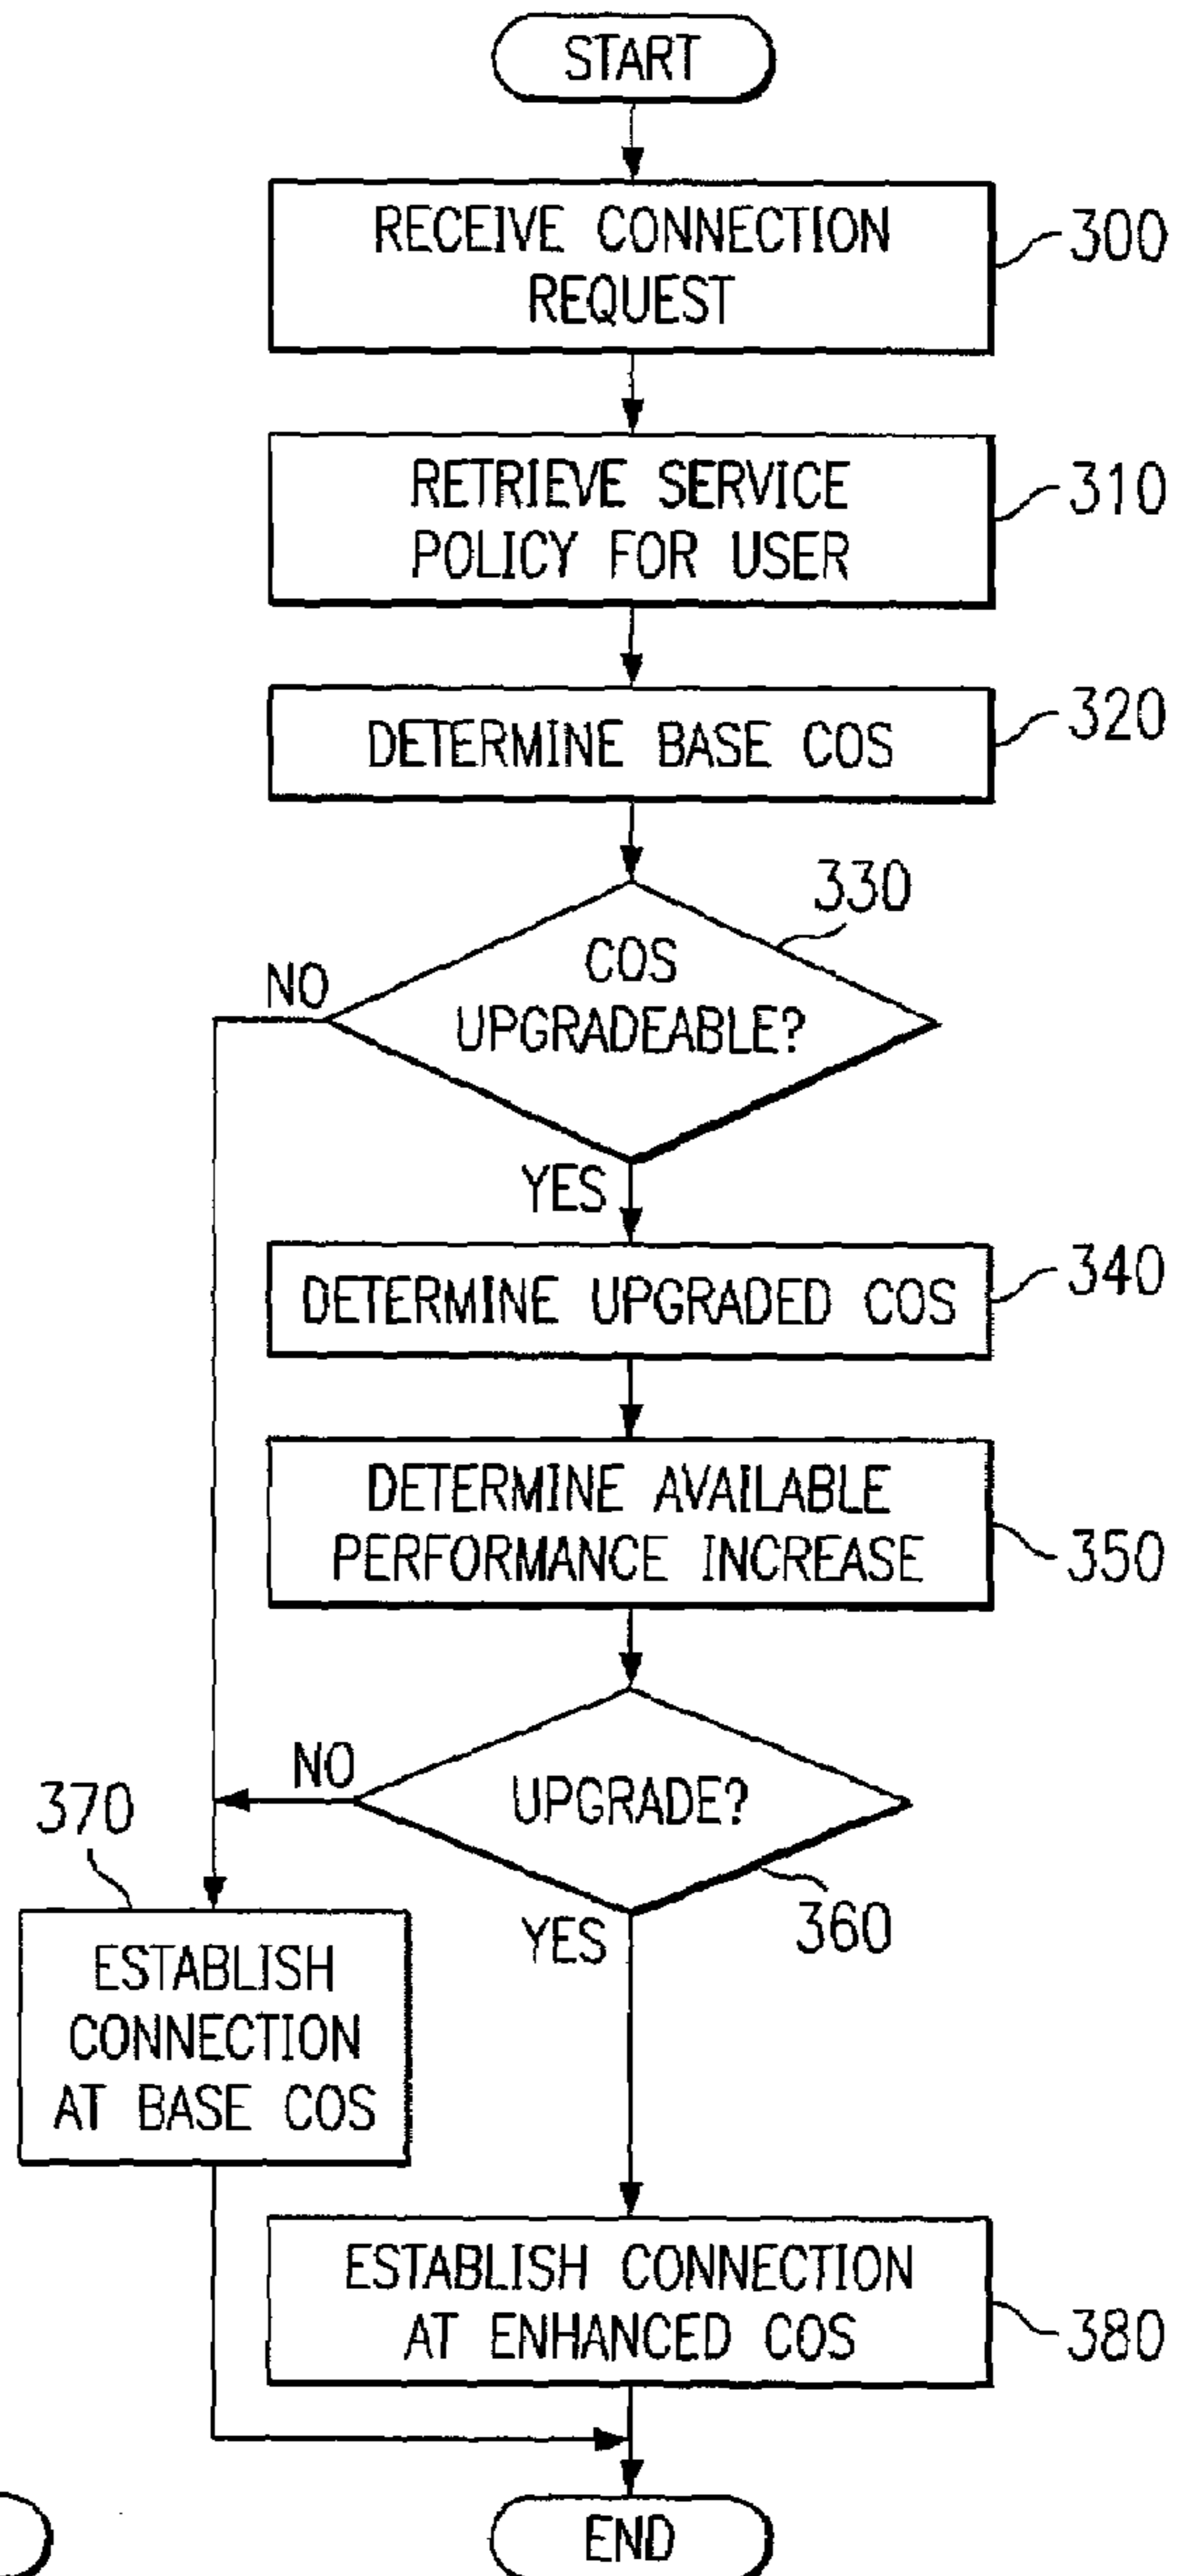 START
RECEIVE CONNECTION
REQUEST
300
RETRIEVE SERVICE
POLICY FOR USER
310
DETERMINE BASE COS
320
330
COS
UPGRADEABLE?
NO
YES
DETERMINE UPGRADED COS
340
DETERMINE AVAILABLE
PERFORMANCE INCREASE
350
UPGRADE?
NO
YES
360
370
ESTABLISH
CONNECTION
AT BASE COS
ESTABLISH CONNECTION
AT ENHANCED COS
380
END